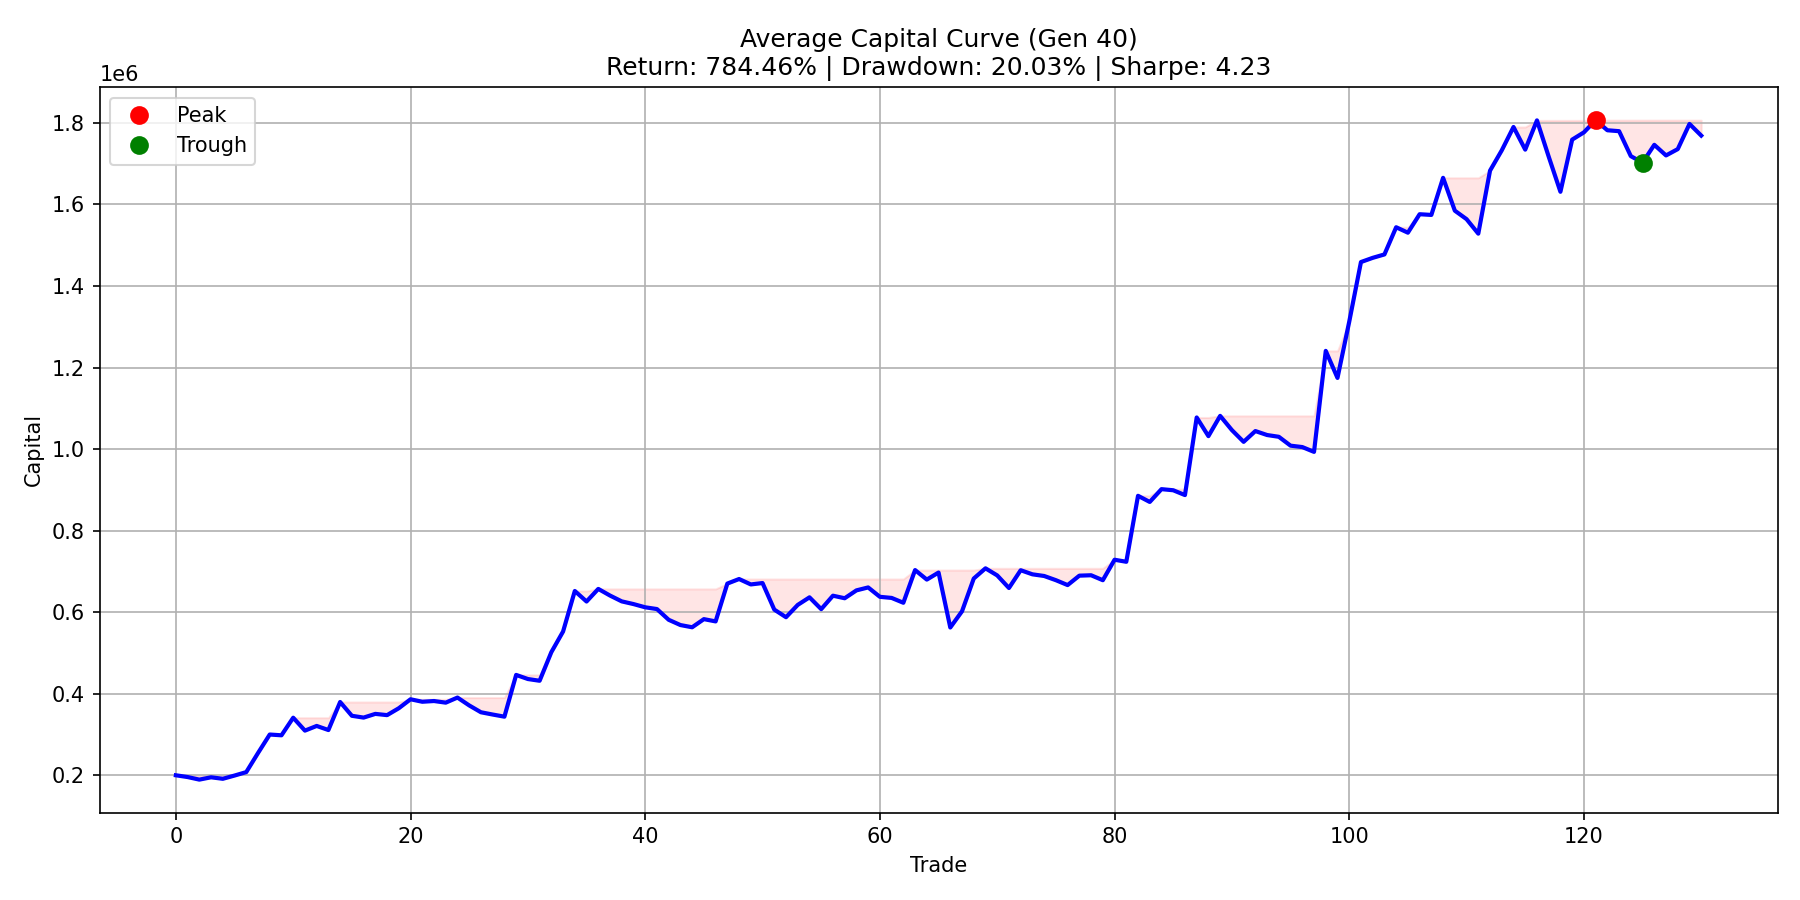 Average Capital Curve (Gen 40)
Return: 784.46% | Drawdown: 20.03% | Sharpe: 4.23
1e6
Peak
Trough
1.8
1.6
1.4
1.2
1.0
0.8
0.6
0.4
0.2
Capital
0 20 40 60 80 100 120
Trade